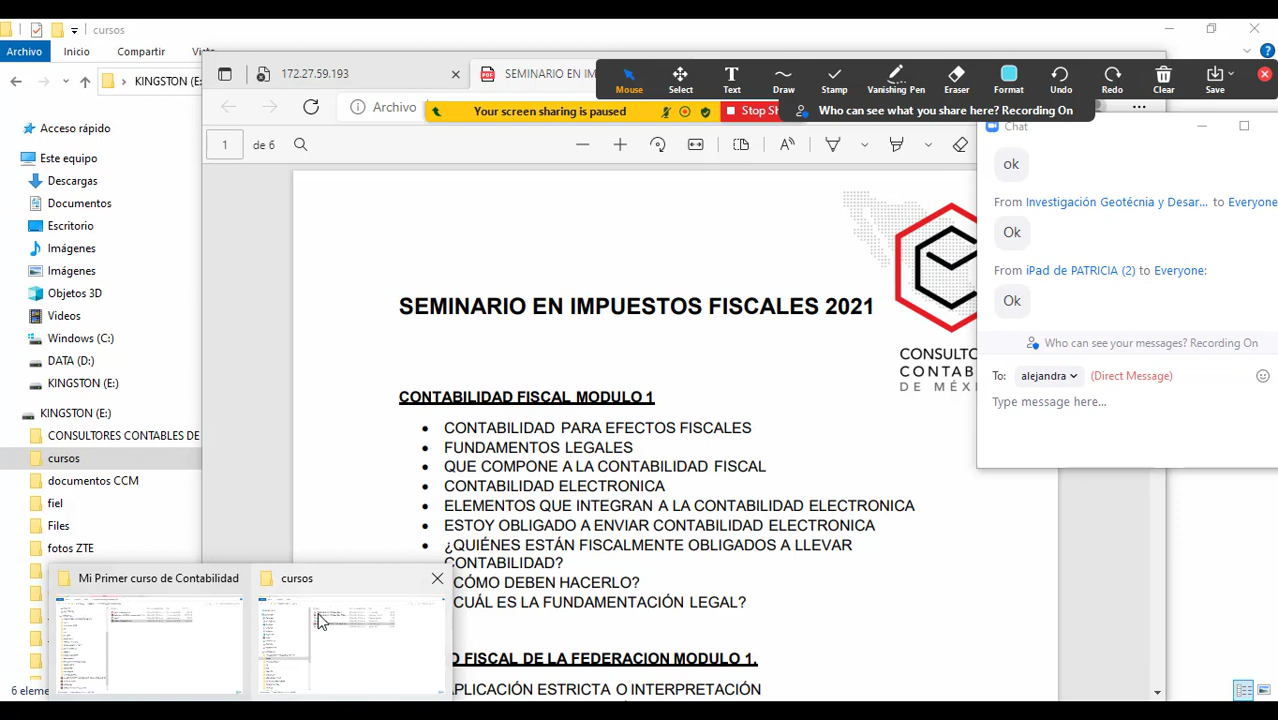 cursos
Archivo Inicio Compartir Vista
KINGSTON (E:
Acceso rápido
Este equipo
Descargas
Documentos
Escritorio
Imágenes
Imágenes
Objetos 3D
Videos
Windows (C:)
DATA (D:)
KINGSTON (E:)
KINGSTON (E:)
CONSULTORES CONTABLES DE
cursos
documentos CCM
fiel
Files
fotos ZTE
172.27.59.193
SEMINARIO EN IM
Mouse Select Text Draw Stamp Vanishing Pen Eraser Format Undo Redo Clear Save
Archivo
Your screen sharing is paused
Stop Sh
Who can see what you share here? Recording On
1 de 6
SEMINARIO EN IMPUESTOS FISCALES 2021
CONSULTO
CONTAB
DE MÉXI
CONTABILIDAD FISCAL MODULO 1
• CONTABILIDAD PARA EFECTOS FISCALES
• FUNDAMENTOS LEGALES
• QUE COMPONE A LA CONTABILIDAD FISCAL
• CONTABILIDAD ELECTRONICA
• ELEMENTOS QUE INTEGRAN A LA CONTABILIDAD ELECTRONICA
• ESTOY OBLIGADO A ENVIAR CONTABILIDAD ELECTRONICA
• ¿QUIÉNES ESTÁN FISCALMENTE OBLIGADOS A LLEVAR
CONTABILIDAD?
CÓMO DEBEN HACERLO?
CUÁL ES LA FUNDAMENTACIÓN LEGAL?
O FISCAL DE LA FEDERACION MODULO 1.
APLICACIÓN ESTRICTA O INTERPRETACIÓN
Chat
ok
From Investigación Geotécnia y Desar... to Everyone
Ok
From iPad de PATRICIA (2) to Everyone:
Ok
Who can see your messages? Recording On
To: alejandra (Direct Message)
Type message here...
Mi Primer curso de Contabilidad
cursos
6 eleme